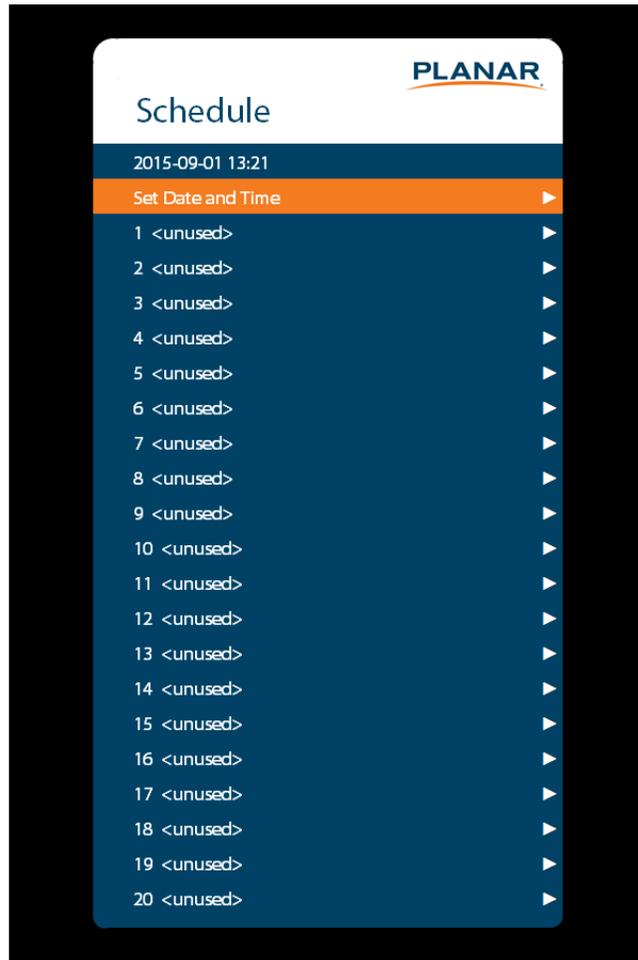 PLANAR
Schedule
2015-09-01 13:21
Set Date and Time
1 <unused>
2 <unused>
3 <unused>
4 <unused>
5 <unused>
6 <unused>
7 <unused>
8 <unused>
9 <unused>
10 <unused>
11 <unused>
12 <unused>
13 <unused>
14 <unused>
15 <unused>
16 <unused>
17 <unused>
18 <unused>
19 <unused>
20 <unused>